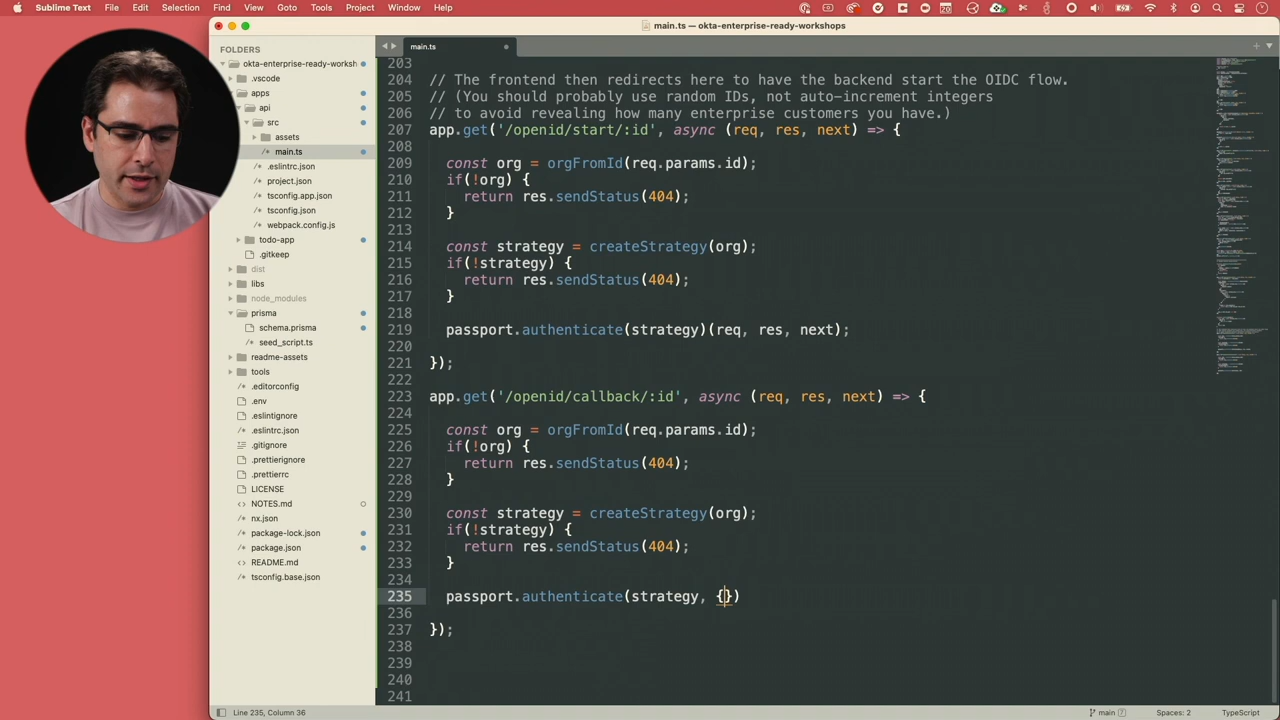 Sublime Text File Edit Selection Find View Goto Tools Project Window Help
main.ts — okta-enterprise-ready-workshops
FOLDERS
okta-enterprise-ready-worksh
.vscode
apps
api
src
assets
main.ts
.eslintrc.json
project.json
tsconfig.app.json
tsconfig.json
webpack.config.js
todo-app
.gitkeep
dist
libs
node_modules
prisma
schema.prisma
seed_script.ts
readme-assets
tools
.editorconfig
.env
.eslintignore
.eslintrc.json
.gitignore
.prettierignore
.prettierrc
LICENSE
NOTES.md
nx.json
package-lock.json
package.json
README.md
tsconfig.base.json
main.ts
203
204 // The frontend then redirects here to have the backend start the OIDC flow.
205 // (You should probably use random IDs, not auto-increment integers
206 // to avoid revealing how many enterprise customers you have.)
207 app.get('/openid/start/:id', async (req, res, next) => {
208
209 const org = orgFromId(req.params.id);
210 if(!org) {
211 return res.sendStatus(404);
212 }
213
214 const strategy = createStrategy(org);
215 if(!strategy) {
216 return res.sendStatus(404);
217 }
218
219 passport.authenticate(strategy)(req, res, next);
220
221 });
222
223 app.get('/openid/callback/:id', async (req, res, next) => {
224
225 const org = orgFromId(req.params.id);
226 if(!org) {
227 return res.sendStatus(404);
228 }
229
230 const strategy = createStrategy(org);
231 if(!strategy) {
232 return res.sendStatus(404);
233 }
234
235 passport.authenticate(strategy, {})
236
237 });
238
239
240
241
Line 235, Column 36
main 7
Spaces: 2
TypeScript